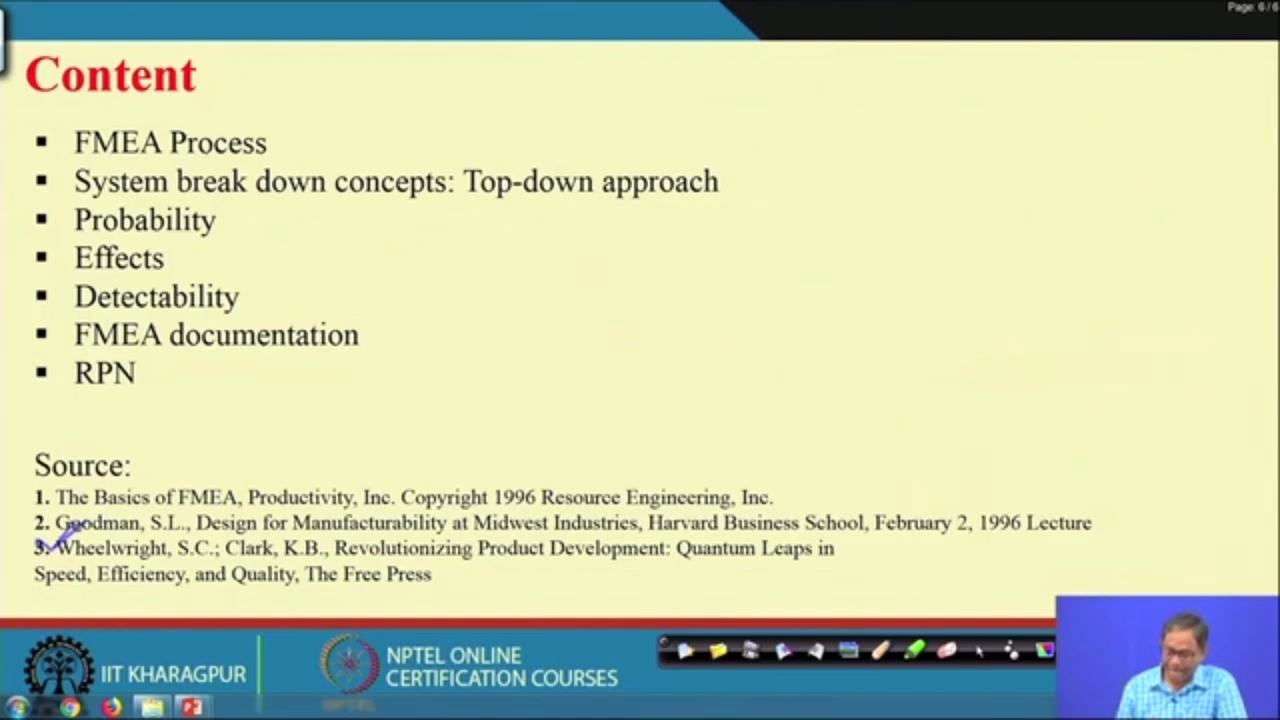 Page: 6 / 6
Content
▪ FMEA Process
▪ System break down concepts: Top-down approach
▪ Probability
▪ Effects
▪ Detectability
▪ FMEA documentation
▪ RPN
Source:
1. The Basics of FMEA, Productivity, Inc. Copyright 1996 Resource Engineering, Inc.
2. Goodman, S.L., Design for Manufacturability at Midwest Industries, Harvard Business School, February 2, 1996 Lecture
3. Wheelwright, S.C.; Clark, K.B., Revolutionizing Product Development: Quantum Leaps in
Speed, Efficiency, and Quality, The Free Press
IIT KHARAGPUR
NPTEL ONLINE
CERTIFICATION COURSES